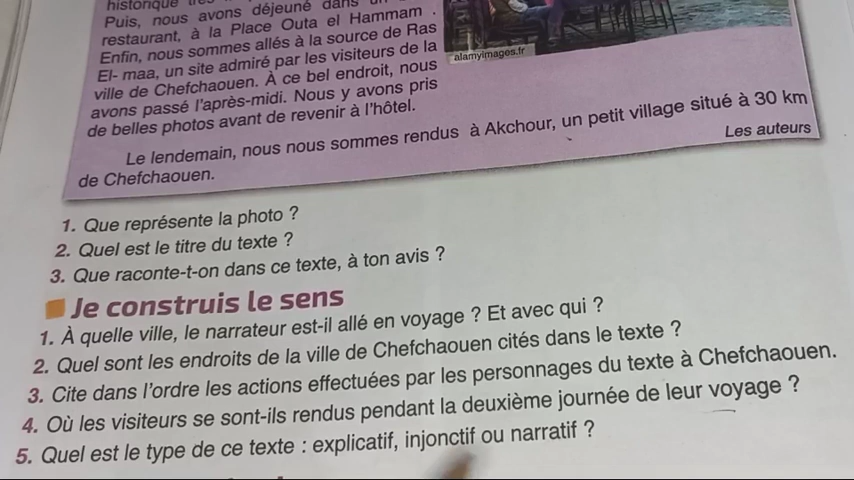 historique
Puis, nous avons déjeuné dans un
restaurant, à la Place Outa el Hammam .
Enfin, nous sommes allés à la source de Ras
El- maa, un site admiré par les visiteurs de la
ville de Chefchaouen. À ce bel endroit, nous
avons passé l'après-midi. Nous y avons pris
de belles photos avant de revenir à l'hôtel.
alamyimages.fr
Le lendemain, nous nous sommes rendus à Akchour, un petit village situé à 30 km
de Chefchaouen.
Les auteurs
1. Que représente la photo ?
2. Quel est le titre du texte ?
3. Que raconte-t-on dans ce texte, à ton avis ?
Je construis le sens
1. À quelle ville, le narrateur est-il allé en voyage ? Et avec qui ?
2. Quel sont les endroits de la ville de Chefchaouen cités dans le texte ?
3. Cite dans l'ordre les actions effectuées par les personnages du texte à Chefchaouen.
4. Où les visiteurs se sont-ils rendus pendant la deuxième journée de leur voyage ?
5. Quel est le type de ce texte : explicatif, injonctif ou narratif ?